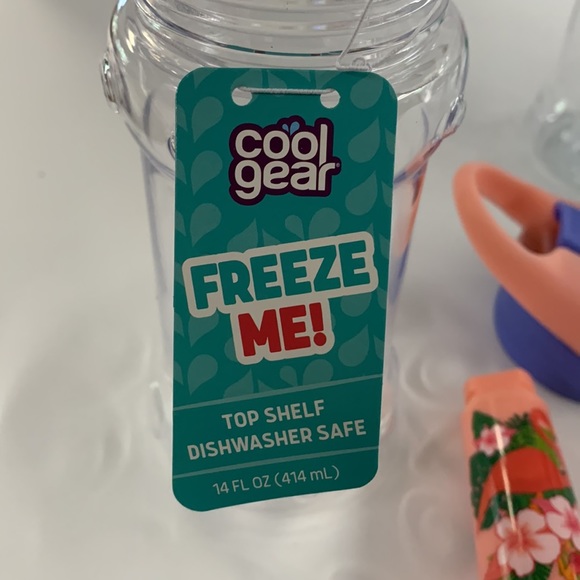 cool
gear®
FREEZE
ME!
TOP SHELF
DISHWASHER SAFE
14 FL OZ (414 mL)